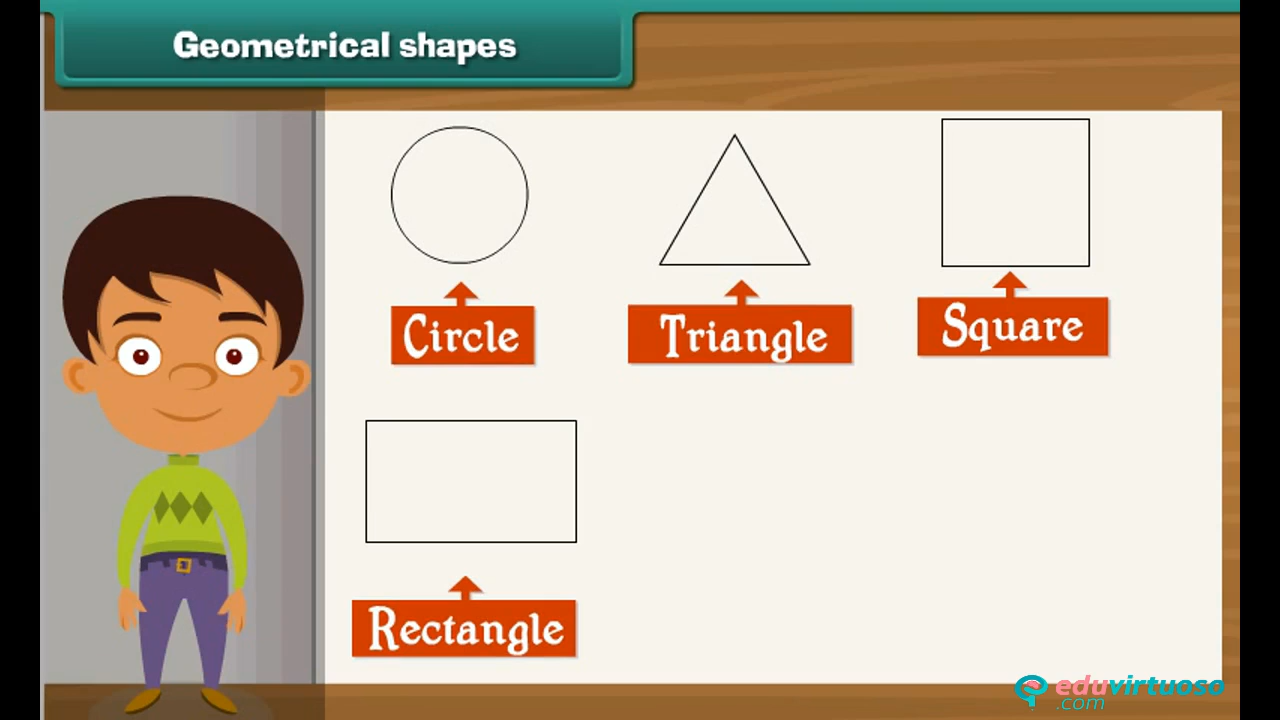 Geometrical shapes
Circle
Triangle
Square
Rectangle
eduvirtuoso
.com